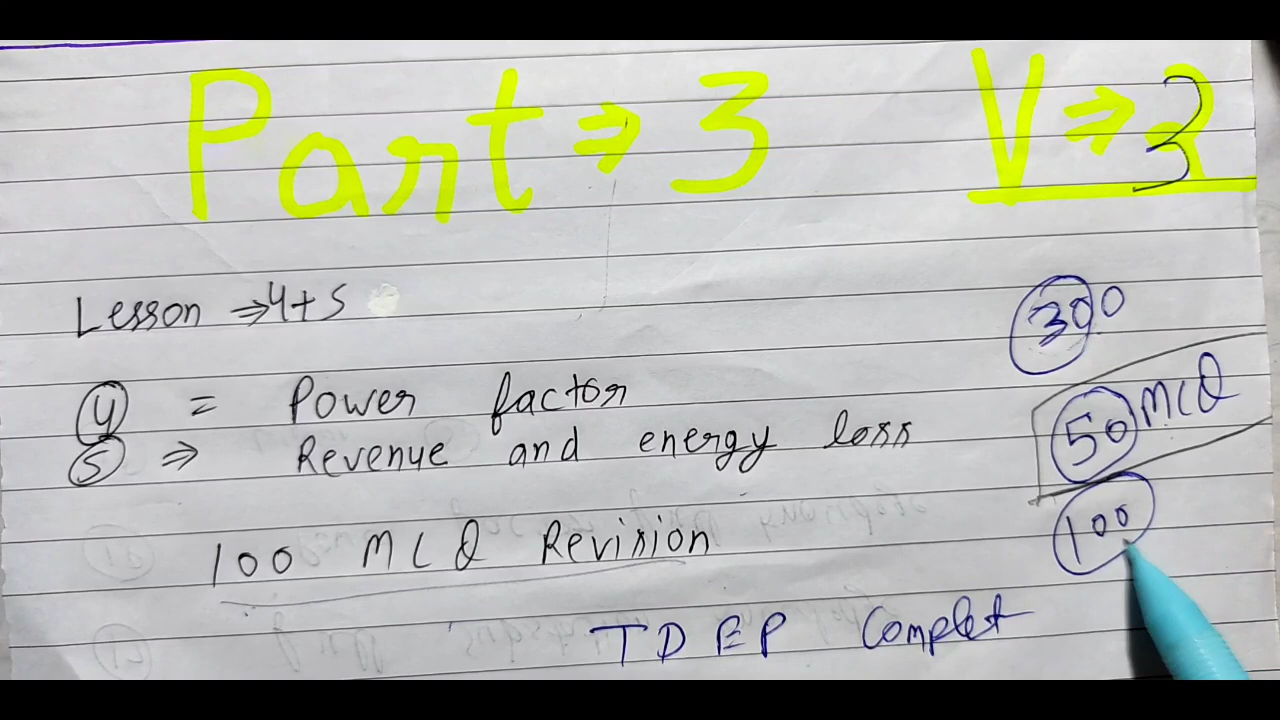 Part ⇒ 3 V ⇒ 3
Lesson ⇒ 4+5
300
4 = Power factor
50 MCQ
5 ⇒ Revenue and energy loss
100 MCQ Revision
100
TDEP Complet